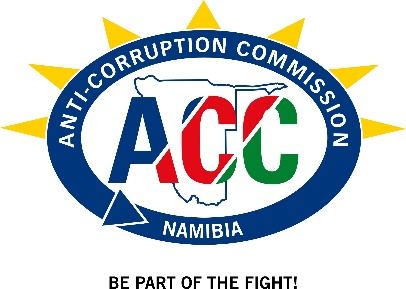 ANTI-CORRUPTION COMMISSION
ACC
NAMIBIA
BE PART OF THE FIGHT!